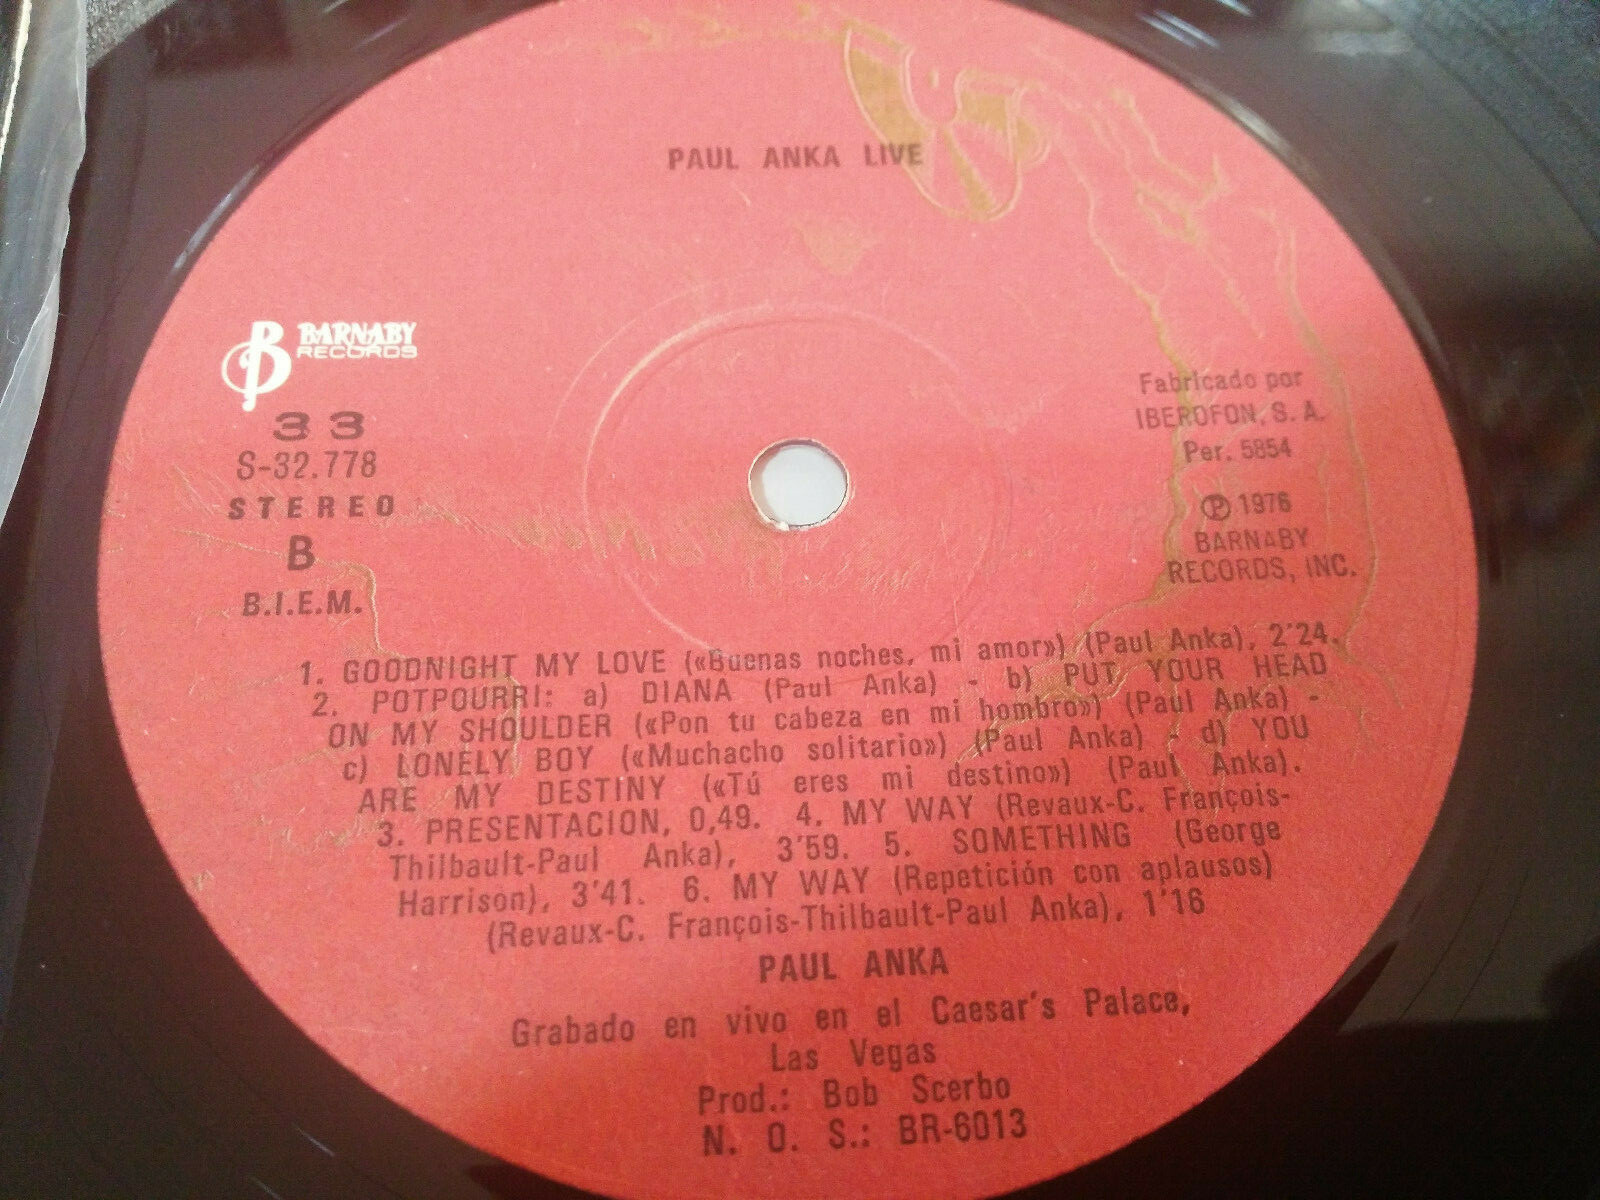 PAUL ANKA LIVE
B BARNABY
RECORDS
33
S-32.778
STEREO
B
B.I.E.M.
Fabricado por
IBEROFON, S. A.
Per. 5854
℗ 1976
BARNABY
RECORDS, INC.
1. GOODNIGHT MY LOVE («Buenas noches, mi amor») (Paul Anka), 2'24.
2. POTPOURRI: a) DIANA (Paul Anka) - b) PUT YOUR HEAD
ON MY SHOULDER («Pon tu cabeza en mi hombro») (Paul Anka) -
c) LONELY BOY («Muchacho solitario») (Paul Anka) - d) YOU
ARE MY DESTINY («Tú eres mi destino») (Paul Anka).
3. PRESENTACION, 0,49. 4. MY WAY (Revaux-C. François-
Thilbault-Paul Anka), 3'59. 5. SOMETHING (George
Harrison), 3'41. 6. MY WAY (Repetición con aplausos)
(Revaux-C. François-Thilbault-Paul Anka), 1'16
PAUL ANKA
Grabado en vivo en el Caesar's Palace,
Las Vegas
Prod.: Bob Scerbo
N. O. S.: BR-6013